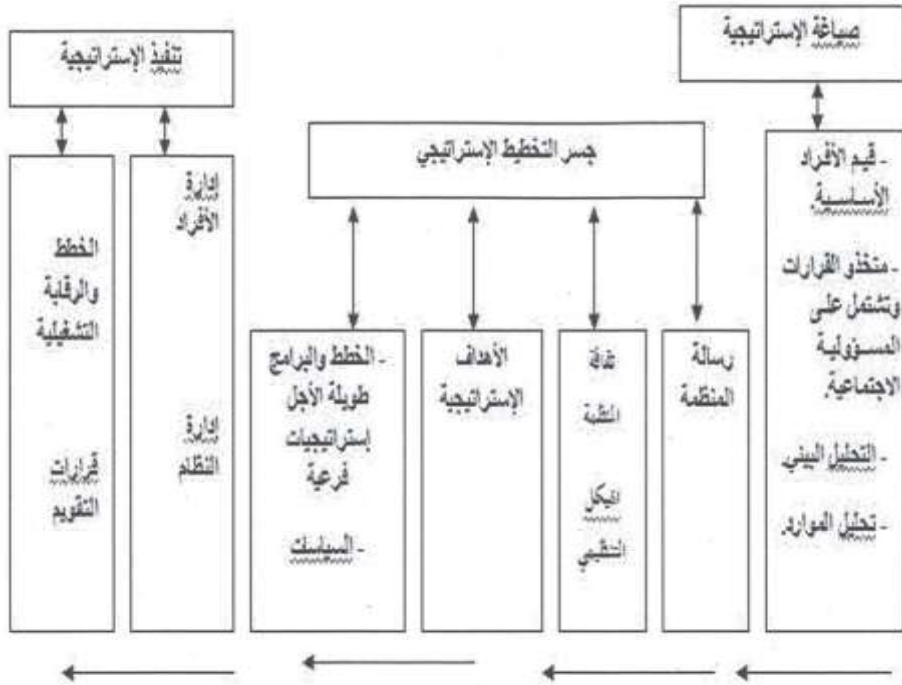 صياغة الإستراتيجية
- قيم الأفراد
الأساسية.
- متخذو القرارات
وتشتمل على
المسؤولية
الاجتماعية.
- التحليل البيئي.
- تحليل الموارد.
جسر التخطيط الإستراتيجي
رسالة
المنظمة
ثقافة
المنظمة
الهيكل
التنظيمي
الأهداف
الإستراتيجية
- الخطط والبرامج
طويلة الأجل
إستراتيجيات
فرعية
- السياسات
تنفيذ الإستراتيجية
إدارة
الأفراد
إدارة
النظام
الخطط
والرقابة
التشغيلية
قرارات
التقويم